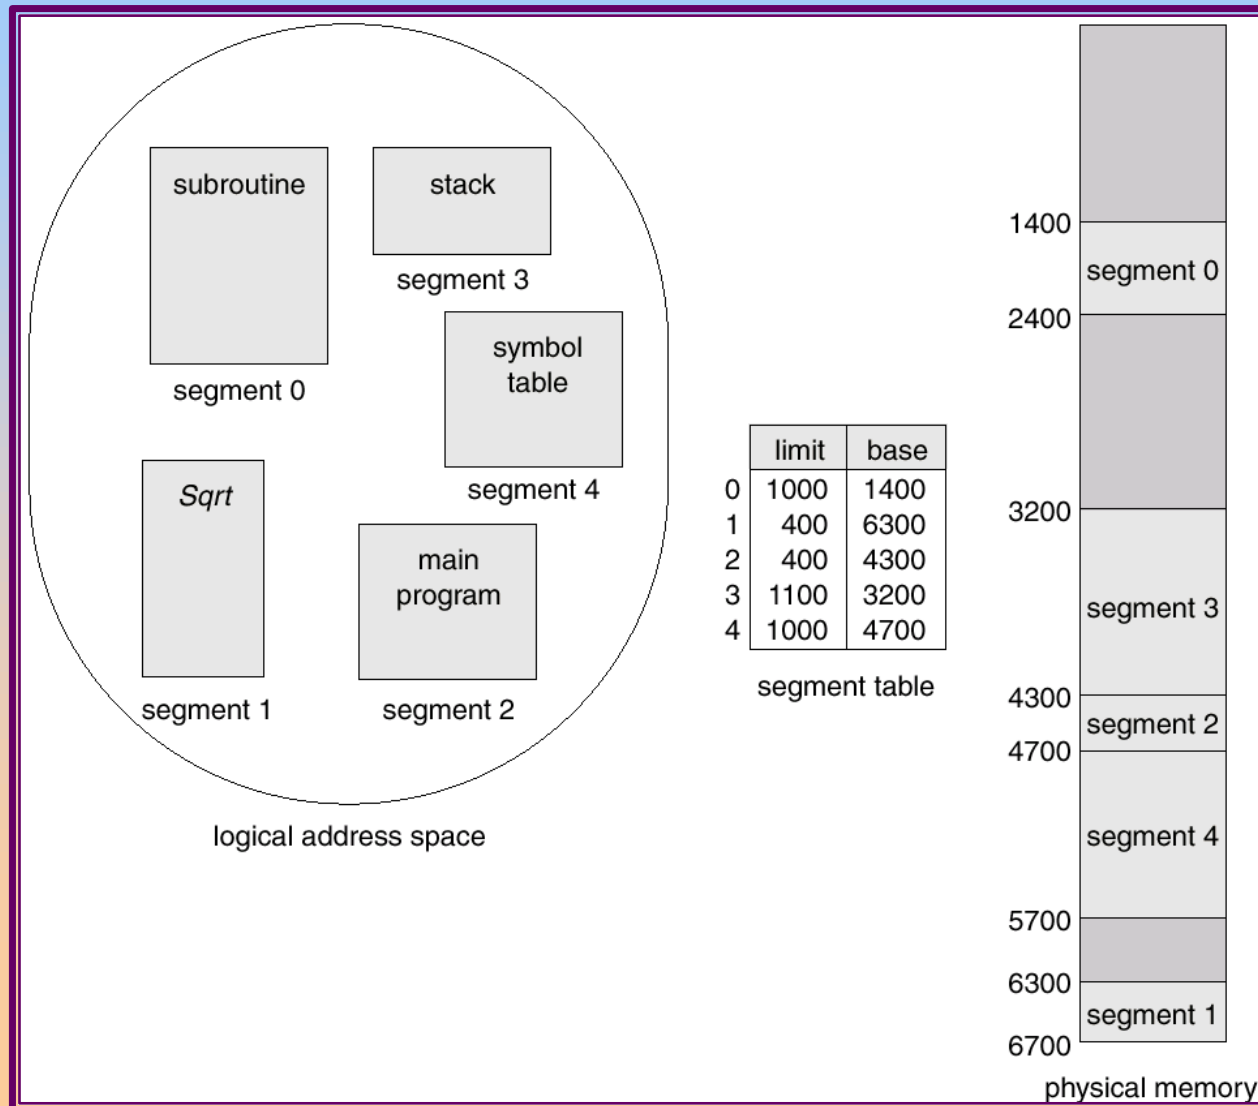 subroutine
segment 0
stack
segment 3
symbol
table
segment 4
Sqrt
segment 1
main
program
segment 2
logical address space
limit base
0 1000 1400
1 400 6300
2 400 4300
3 1100 3200
4 1000 4700
segment table
1400
segment 0
2400
3200
segment 3
4300
segment 2
4700
segment 4
5700
6300
segment 1
6700
physical memory